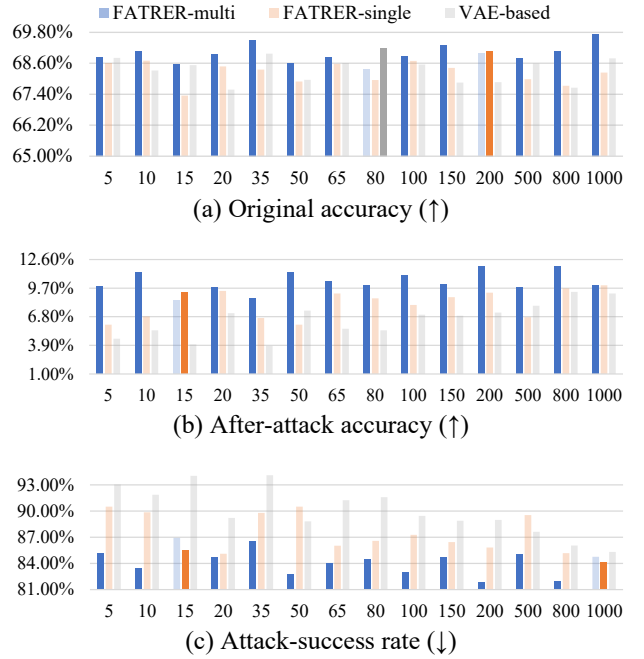 FATRER-multi FATRER-single VAE-based
69.80%
68.60%
67.40%
66.20%
65.00%
5 10 15 20 35 50 65 80 100 150 200 500 800 1000
(a) Original accuracy (↑)
12.60%
9.70%
6.80%
3.90%
1.00%
5 10 15 20 35 50 65 80 100 150 200 500 800 1000
(b) After-attack accuracy (↑)
93.00%
90.00%
87.00%
84.00%
81.00%
5 10 15 20 35 50 65 80 100 150 200 500 800 1000
(c) Attack-success rate (↓)